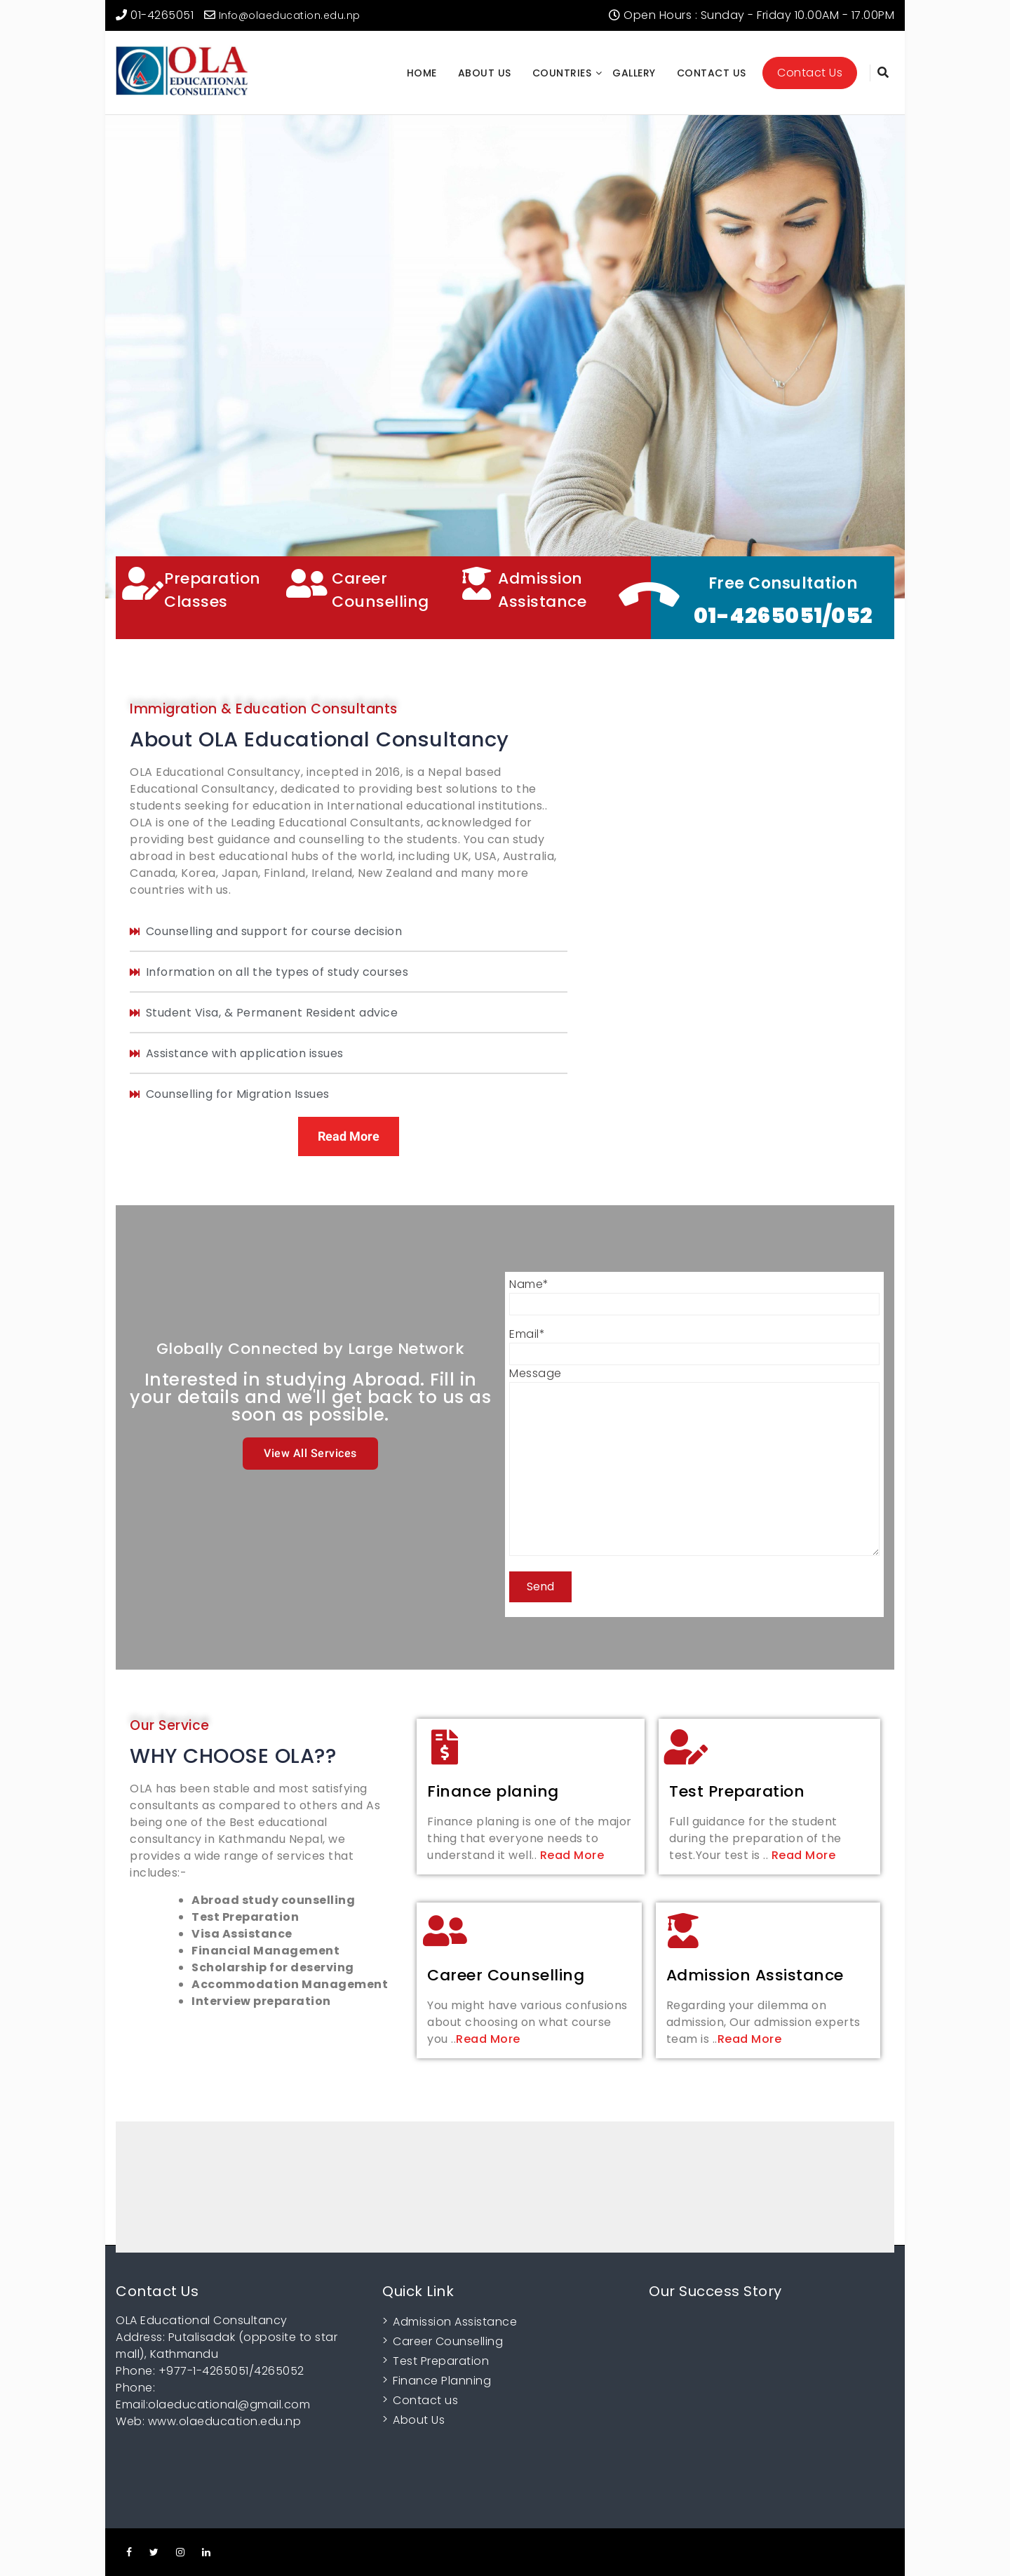 01-4265051 Info@olaeducation.edu.np
Open Hours : Sunday - Friday 10.00AM - 17.00PM
OLA
EDUCATIONAL
CONSULTANCY
HOME ABOUT US COUNTRIES GALLERY CONTACT US Contact Us
Preparation
Classes
Career
Counselling
Admission
Assistance
Free Consultation
01-4265051/052
Immigration & Education Consultants
About OLA Educational Consultancy
OLA Educational Consultancy, incepted in 2016, is a Nepal based
Educational Consultancy, dedicated to providing best solutions to the
students seeking for education in International educational institutions..
OLA is one of the Leading Educational Consultants, acknowledged for
providing best guidance and counselling to the students. You can study
abroad in best educational hubs of the world, including UK, USA, Australia,
Canada, Korea, Japan, Finland, Ireland, New Zealand and many more
countries with us.
Counselling and support for course decision
Information on all the types of study courses
Student Visa, & Permanent Resident advice
Assistance with application issues
Counselling for Migration Issues
Read More
Globally Connected by Large Network
Interested in studying Abroad. Fill in
your details and we'll get back to us as
soon as possible.
View All Services
Name*
Email*
Message
Send
Our Service
WHY CHOOSE OLA??
OLA has been stable and most satisfying
consultants as compared to others and As
being one of the Best educational
consultancy in Kathmandu Nepal, we
provides a wide range of services that
includes:-
• Abroad study counselling
• Test Preparation
• Visa Assistance
• Financial Management
• Scholarship for deserving
• Accommodation Management
• Interview preparation
Finance planing
Finance planing is one of the major
thing that everyone needs to
understand it well.. Read More
Test Preparation
Full guidance for the student
during the preparation of the
test.Your test is .. Read More
Career Counselling
You might have various confusions
about choosing on what course
you ..Read More
Admission Assistance
Regarding your dilemma on
admission, Our admission experts
team is ..Read More
Contact Us
OLA Educational Consultancy
Address: Putalisadak (opposite to star
mall), Kathmandu
Phone: +977-1-4265051/4265052
Phone:
Email:olaeducational@gmail.com
Web: www.olaeducation.edu.np
Quick Link
> Admission Assistance
> Career Counselling
> Test Preparation
> Finance Planning
> Contact us
> About Us
Our Success Story